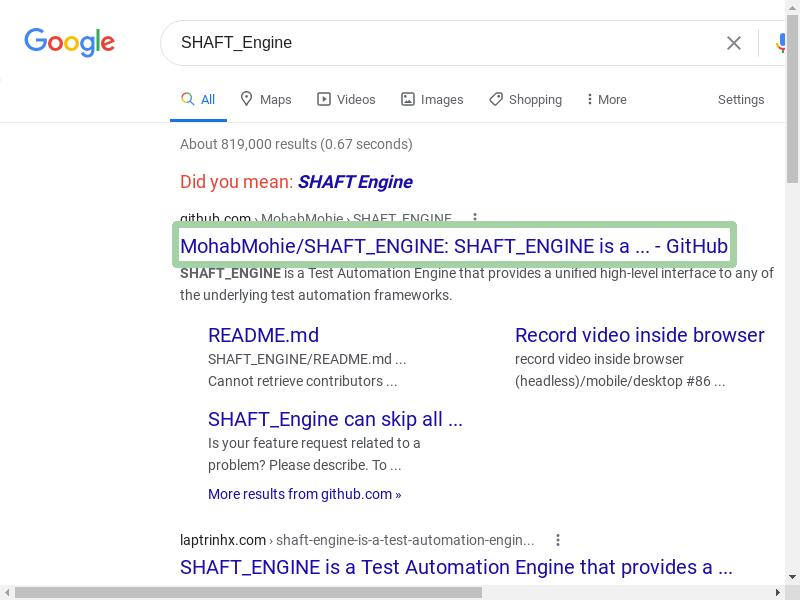 Google
SHAFT_Engine
All
Maps
Videos
Images
Shopping
More
Settings
About 819,000 results (0.67 seconds)
Did you mean: SHAFT Engine
github.com › MohabMohie › SHAFT_ENGINE
MohabMohie/SHAFT_ENGINE: SHAFT_ENGINE is a ... - GitHub
SHAFT_ENGINE is a Test Automation Engine that provides a unified high-level interface to any of
the underlying test automation frameworks.
README.md
SHAFT_ENGINE/README.md ...
Cannot retrieve contributors ...
Record video inside browser
record video inside browser
(headless)/mobile/desktop #86 ...
SHAFT_Engine can skip all ...
Is your feature request related to a
problem? Please describe. To ...
More results from github.com »
laptrinhx.com › shaft-engine-is-a-test-automation-engin...
SHAFT_ENGINE is a Test Automation Engine that provides a ...